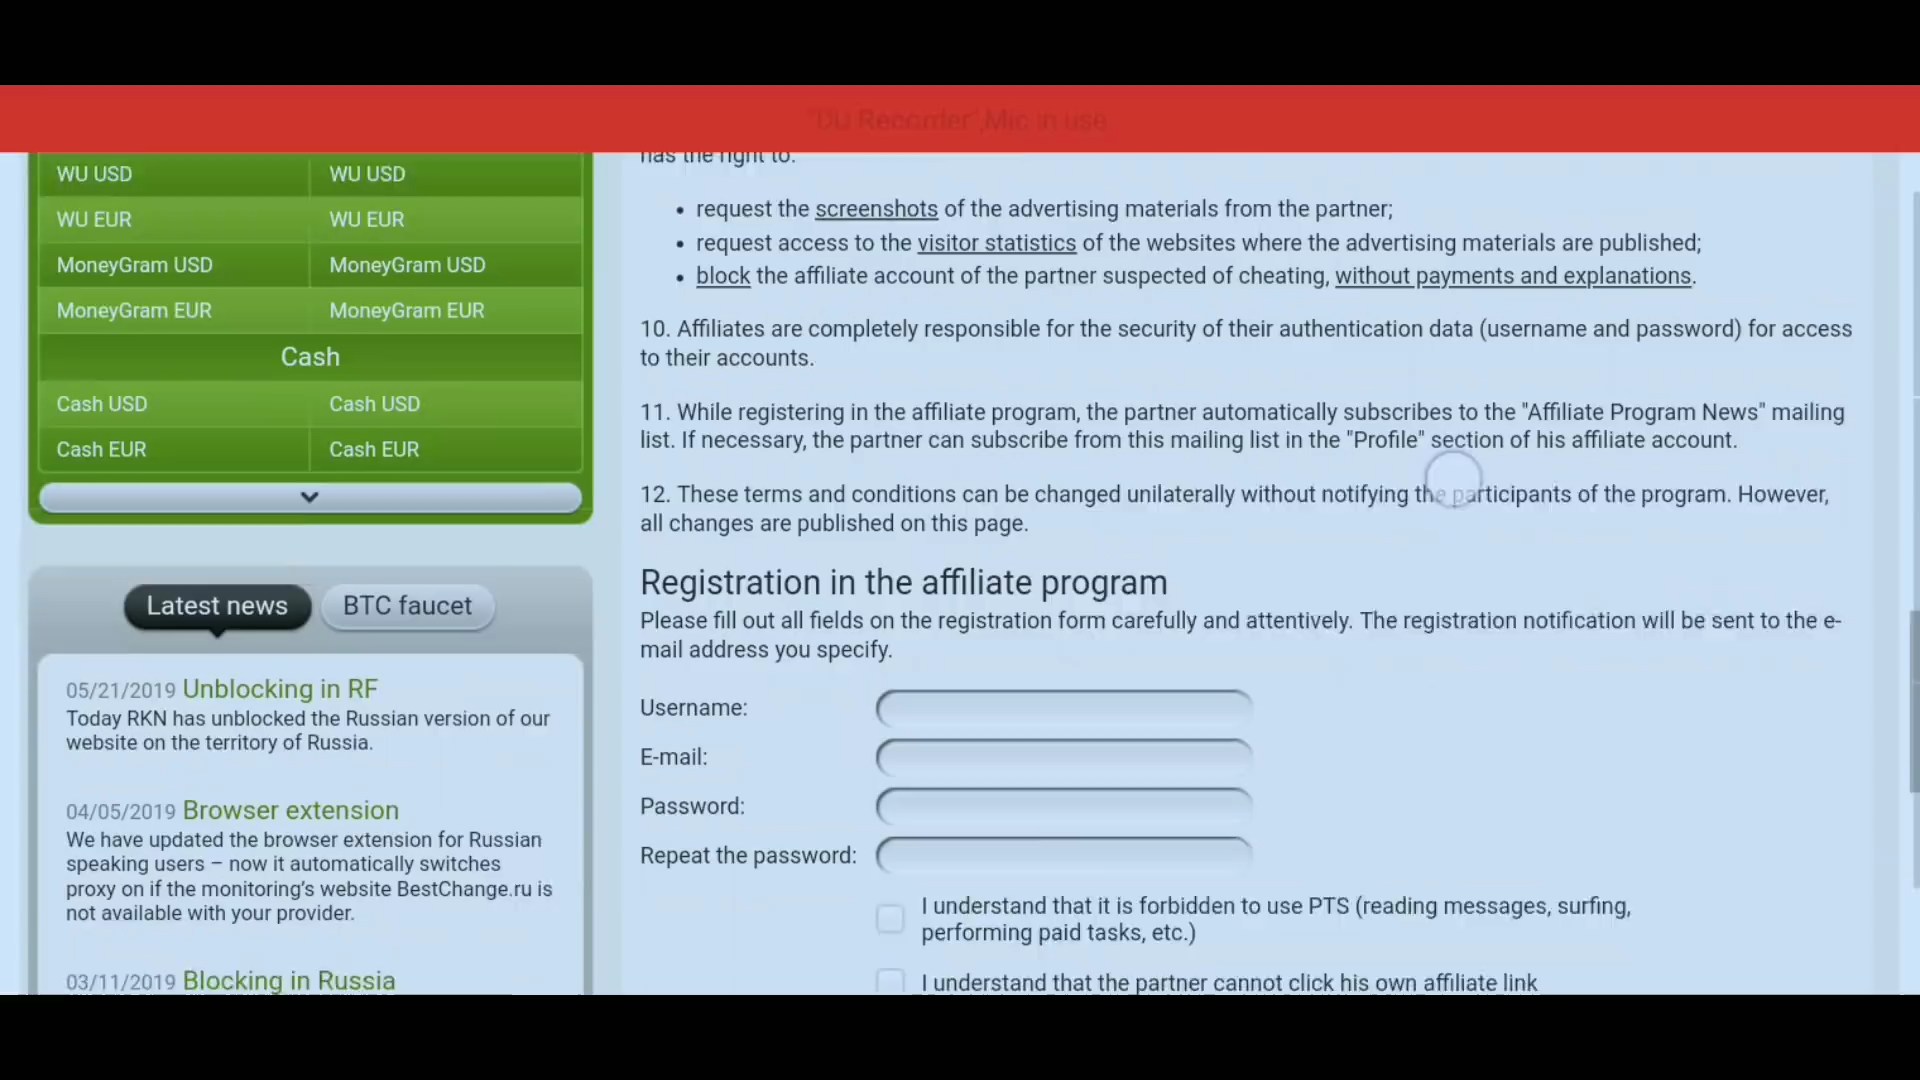 "DU Recorder",Mic in use
WU USD WU USD
WU EUR WU EUR
MoneyGram USD MoneyGram USD
MoneyGram EUR MoneyGram EUR
Cash
Cash USD Cash USD
Cash EUR Cash EUR
Latest news BTC faucet
05/21/2019 Unblocking in RF
Today RKN has unblocked the Russian version of our
website on the territory of Russia.
04/05/2019 Browser extension
We have updated the browser extension for Russian
speaking users – now it automatically switches
proxy on if the monitoring's website BestChange.ru is
not available with your provider.
03/11/2019 Blocking in Russia
has the right to:
• request the screenshots of the advertising materials from the partner;
• request access to the visitor statistics of the websites where the advertising materials are published;
• block the affiliate account of the partner suspected of cheating, without payments and explanations.
10. Affiliates are completely responsible for the security of their authentication data (username and password) for access
to their accounts.
11. While registering in the affiliate program, the partner automatically subscribes to the "Affiliate Program News" mailing
list. If necessary, the partner can subscribe from this mailing list in the "Profile" section of his affiliate account.
12. These terms and conditions can be changed unilaterally without notifying the participants of the program. However,
all changes are published on this page.
Registration in the affiliate program
Please fill out all fields on the registration form carefully and attentively. The registration notification will be sent to the e-
mail address you specify.
Username:
E-mail:
Password:
Repeat the password:
I understand that it is forbidden to use PTS (reading messages, surfing,
performing paid tasks, etc.)
I understand that the partner cannot click his own affiliate link